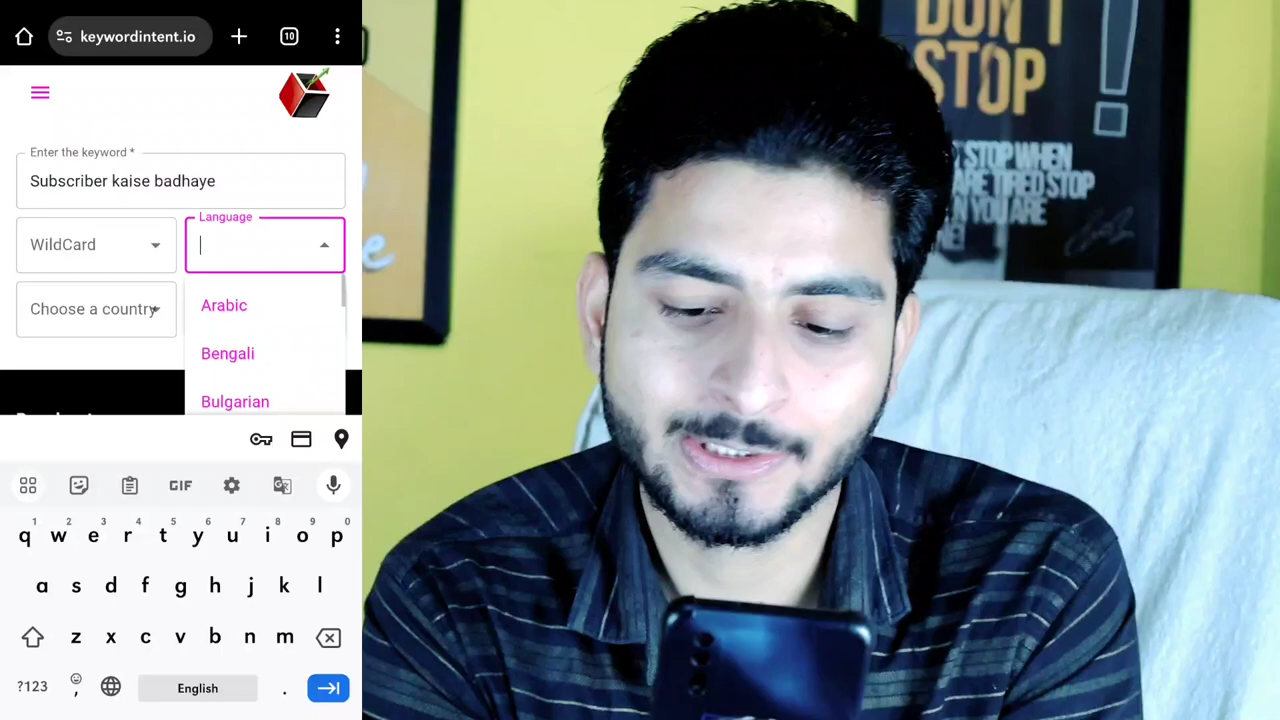 keywordintent.io
10
Enter the keyword *
Subscriber kaise badhaye
WildCard
Language
Choose a country
Arabic
Bengali
Bulgarian
GIF
1 2 3 4 5 6 7 8 9 0
q w e r t y u i o p
a s d f g h j k l
z x c v b n m
?123 , English .
DON'T
STOP
!
STOP WHEN
ARE TIRED STOP
YOU ARE